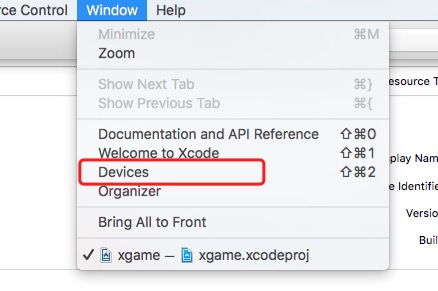 rce Control Window Help
Minimize ⌘M
Zoom
esource T
Show Next Tab ⌘}
Show Previous Tab ⌘{
Documentation and API Reference ⇧⌘0
Welcome to Xcode ⇧⌘1
play Nam
Devices ⇧⌘2
Organizer
e Identifie
Versio
Bring All to Front
Buil
✓ xgame — xgame.xcodeproj